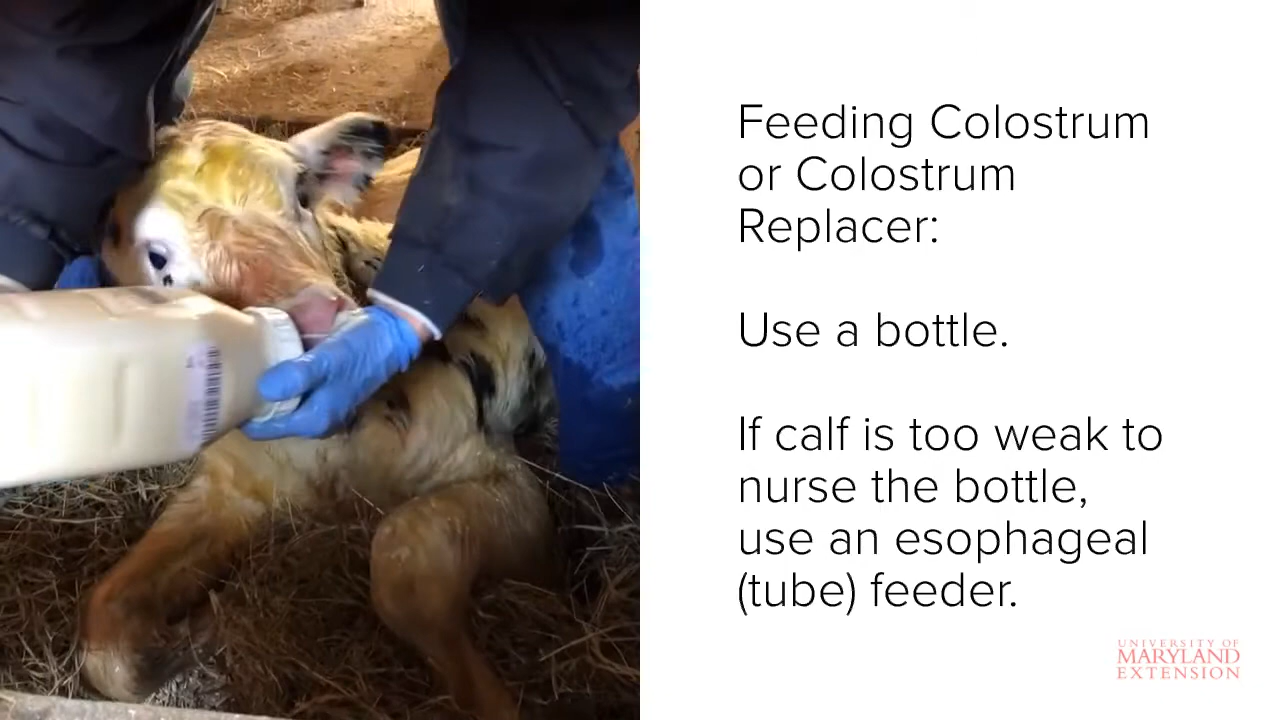 Feeding Colostrum
or Colostrum
Replacer:
Use a bottle.
If calf is too weak to
nurse the bottle,
use an esophageal
(tube) feeder.
UNIVERSITY OF
MARYLAND
EXTENSION